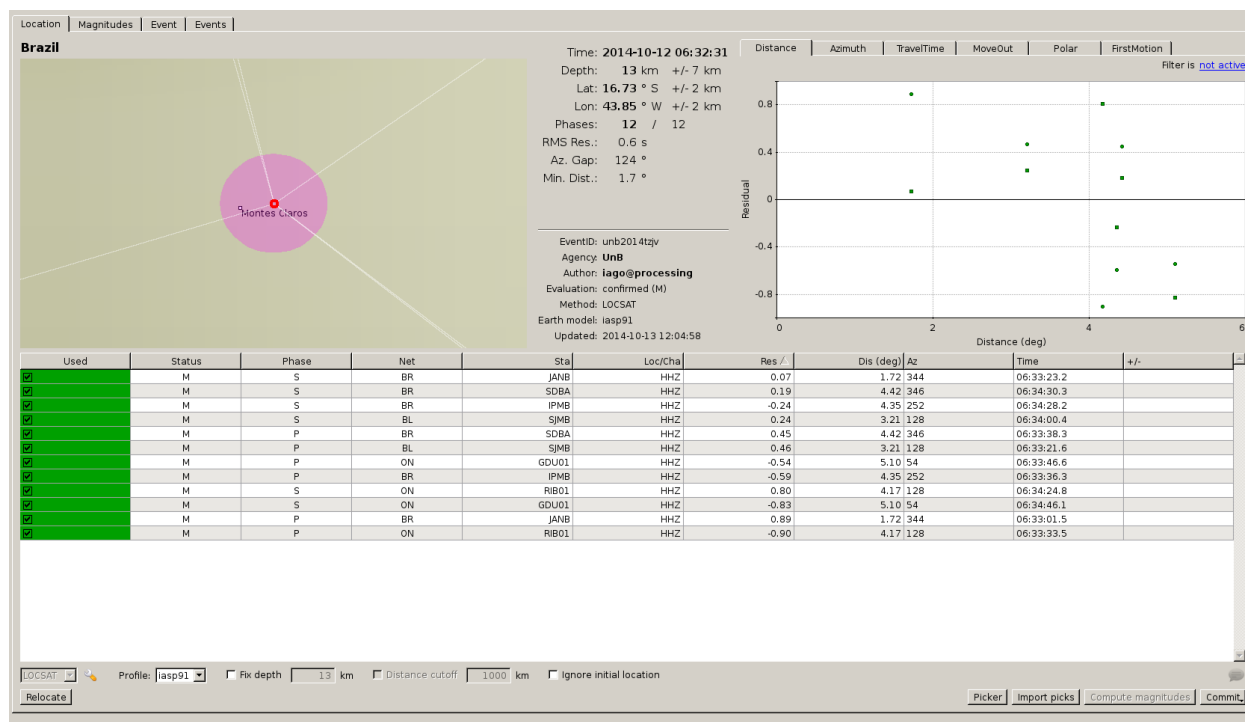 Location Magnitudes Event Events
Brazil
Montes Claros
Time: 2014-10-12 06:32:31
Depth: 13 km +/- 7 km
Lat: 16.73 ° S +/- 2 km
Lon: 43.85 ° W +/- 2 km
Phases: 12 / 12
RMS Res.: 0.6 s
Az. Gap: 124 °
Min. Dist.: 1.7 °
EventID: unb2014tzjv
Agency: UnB
Author: iago@processing
Evaluation: confirmed (M)
Method: LOCSAT
Earth model: iasp91
Updated: 2014-10-13 12:04:58
Distance Azimuth TravelTime MoveOut Polar FirstMotion
Filter is not active
Residual
0.8
0.4
0
-0.4
-0.8
0 2 4 6
Distance (deg)
Used Status Phase Net Sta Loc/Cha Res Dis (deg) Az Time +/-
M S BR JANB HHZ 0.07 1.72 344 06:33:23.2
M S BR SDBA HHZ 0.19 4.42 346 06:34:30.3
M S BR IPMB HHZ -0.24 4.35 252 06:34:28.2
M S BL SJMB HHZ 0.24 3.21 128 06:34:00.4
M P BR SDBA HHZ 0.45 4.42 346 06:33:38.3
M P BL SJMB HHZ 0.46 3.21 128 06:33:21.6
M P ON GDU01 HHZ -0.54 5.10 54 06:33:46.6
M P BR IPMB HHZ -0.59 4.35 252 06:33:36.3
M S ON RIB01 HHZ 0.80 4.17 128 06:34:24.8
M S ON GDU01 HHZ -0.83 5.10 54 06:34:46.1
M P BR JANB HHZ 0.89 1.72 344 06:33:01.5
M P ON RIB01 HHZ -0.90 4.17 128 06:33:33.5
LOCSAT Profile: iasp91 Fix depth 13 km Distance cutoff 1000 km Ignore initial location
Relocate Picker Import picks Compute magnitudes Commit